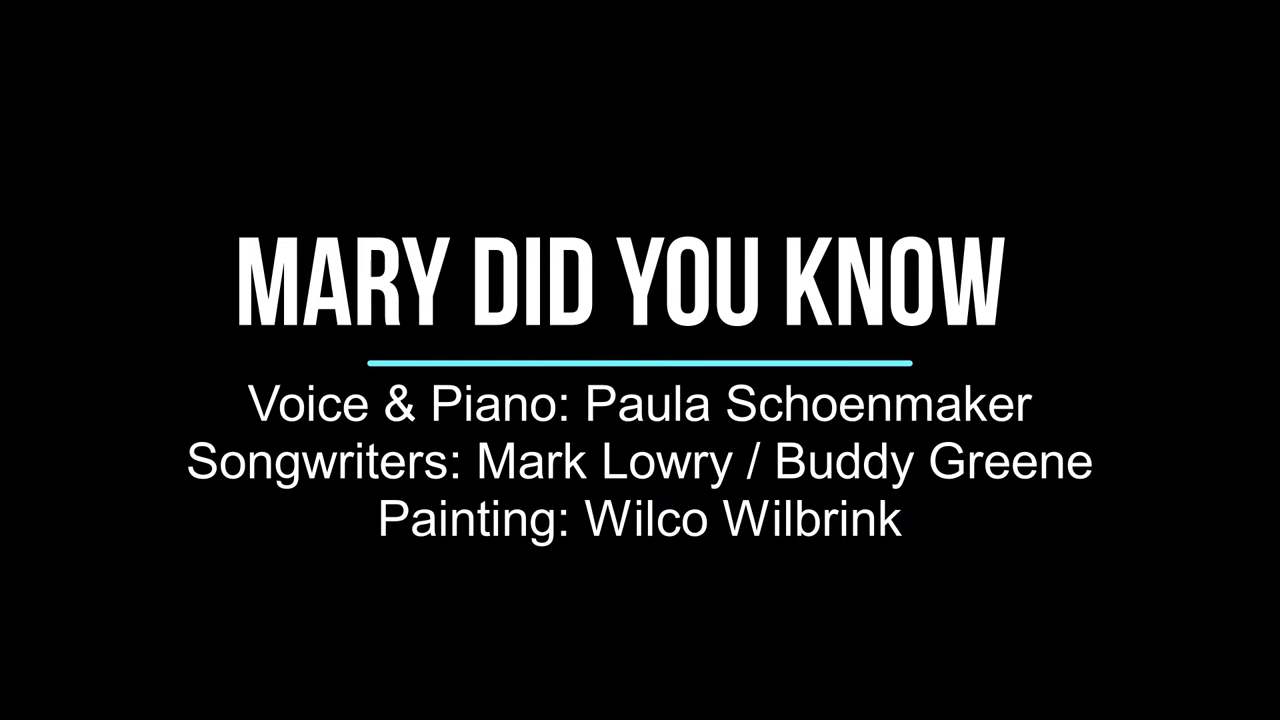 MARY DID YOU KNOW
Voice & Piano: Paula Schoenmaker
Songwriters: Mark Lowry / Buddy Greene
Painting: Wilco Wilbrink